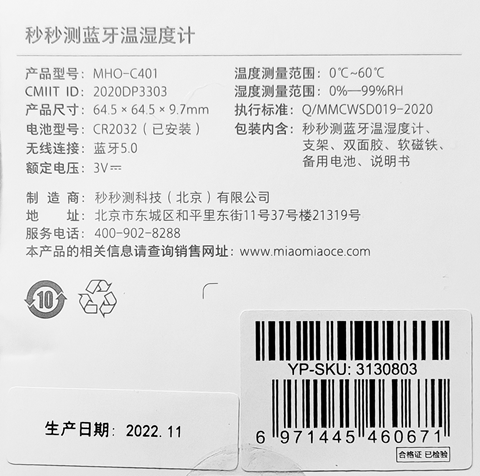 秒秒测蓝牙温湿度计
产品型号：MHO-C401
CMIIT ID：2020DP3303
产品尺寸：64.5×64.5×9.7mm
电池型号：CR2032（已安装）
无线连接：蓝牙5.0
额定电压：3V⎓
温度测量范围：0℃~60℃
湿度测量范围：0%—99%RH
执行标准：Q/MMCWSD019-2020
包装内含：秒秒测蓝牙温湿度计、
支架、双面胶、软磁铁、
备用电池、说明书
制造商：秒秒测科技（北京）有限公司
地址：北京市东城区和平里东街11号37号楼21319号
服务电话：400-902-8288
本产品的相关信息请查询销售网址：www.miaomiaoce.com
10
YP-SKU: 3130803
6 971445 460671
合格证 已检验
生产日期：2022.11